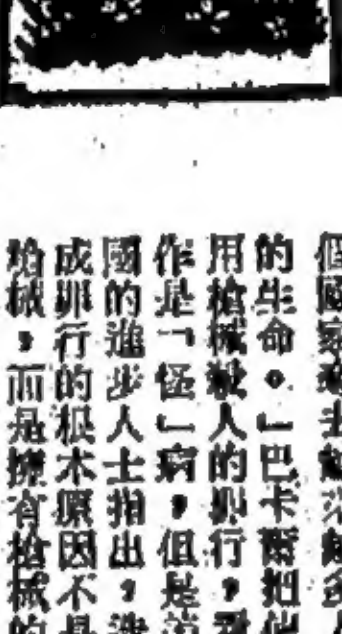 個國家
的生命。」巴卡爾把他
用槍械殺人的罪行,看
作是「怪」病,但是
國的進步人士指出,造
成罪行的根本原因不是
槍械,而是擁有槍械的